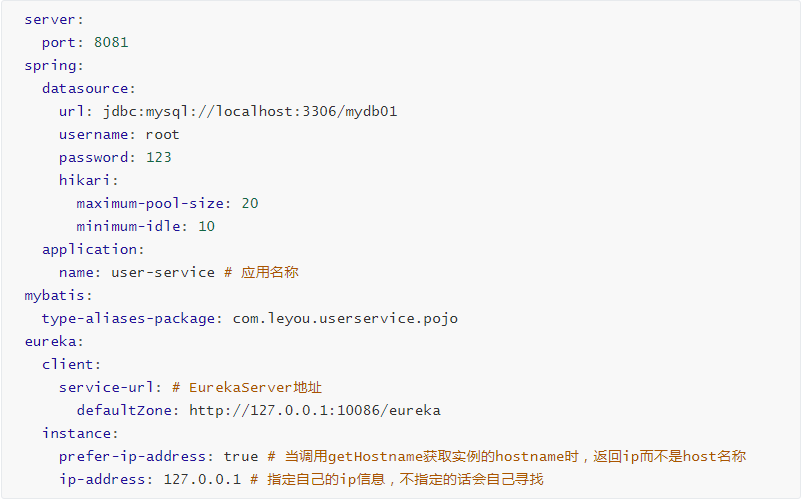 server:
  port: 8081
spring:
  datasource:
    url: jdbc:mysql://localhost:3306/mydb01
    username: root
    password: 123
    hikari:
      maximum-pool-size: 20
      minimum-idle: 10
  application:
    name: user-service # 应用名称
mybatis:
  type-aliases-package: com.leyou.userservice.pojo
eureka:
  client:
    service-url: # EurekaServer地址
      defaultZone: http://127.0.0.1:10086/eureka
  instance:
    prefer-ip-address: true # 当调用getHostname获取实例的hostname时，返回ip而不是host名称
    ip-address: 127.0.0.1 # 指定自己的ip信息，不指定的话会自己寻找